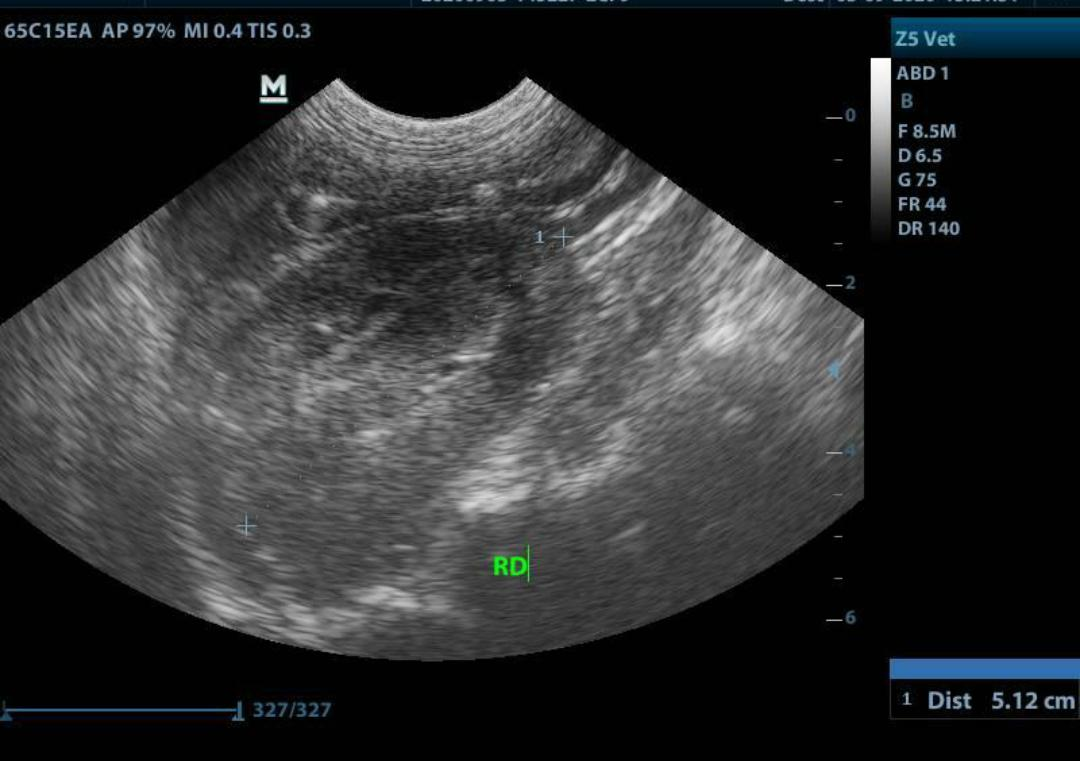 65C15EA AP 97% MI 0.4 TIS 0.3
Z5 Vet
M
ABD 1
B
F 8.5M
D 6.5
G 75
FR 44
DR 140
0
1
2
4
RD
6
1 Dist 5.12 cm
327/327